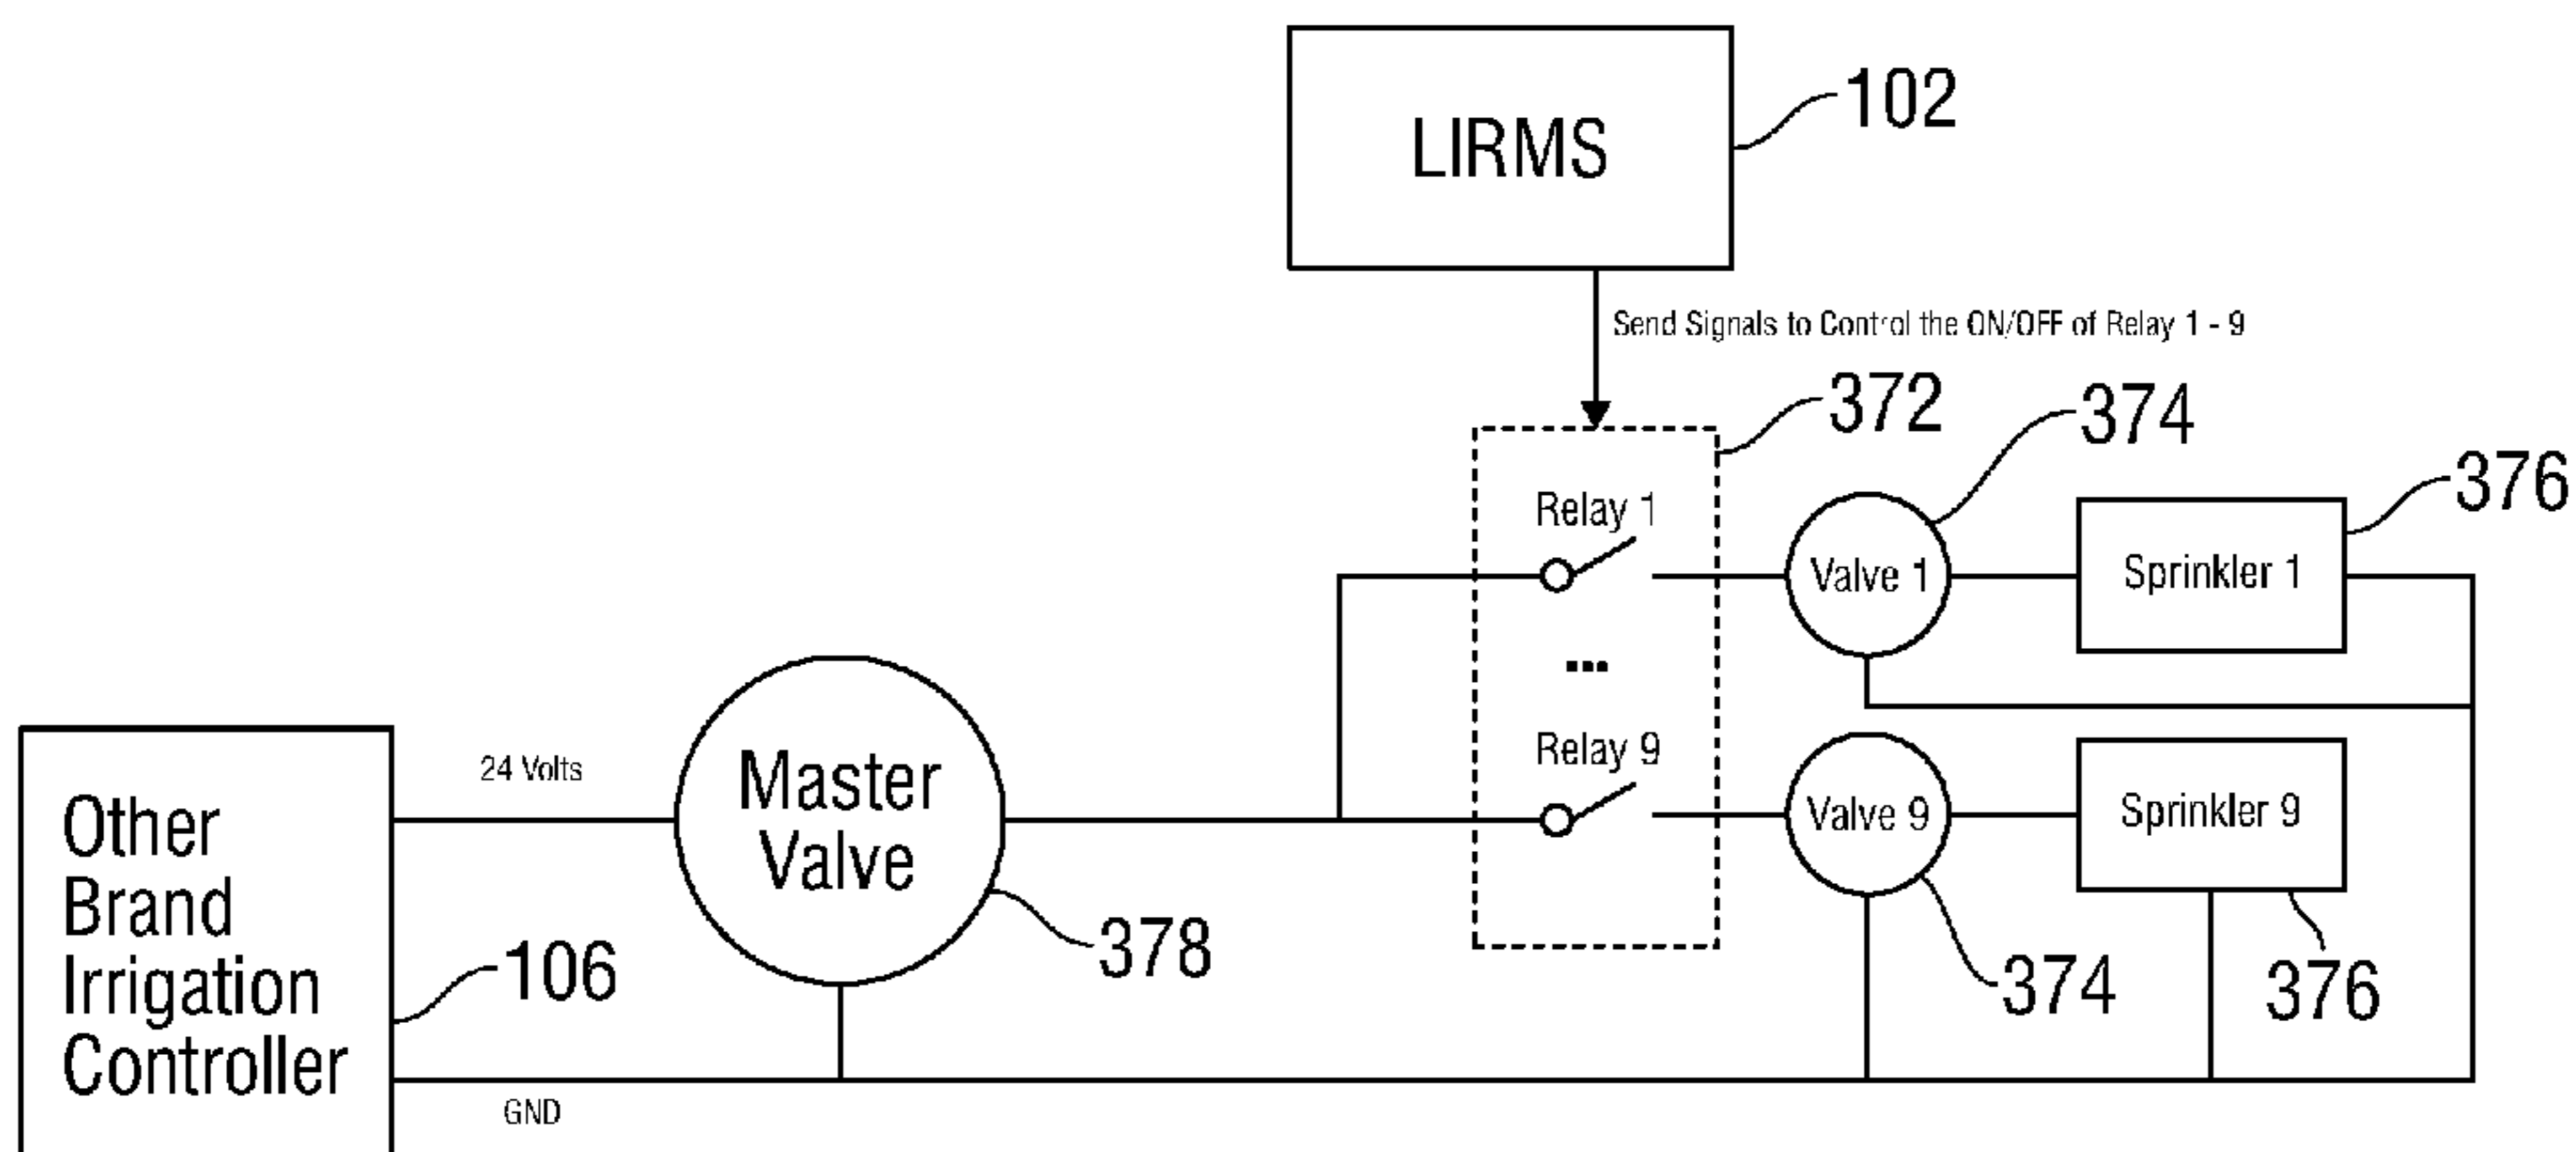 LIRMS
102
Send Signals to Control the ON/OFF of Relay 1 - 9
372
374
376
Relay 1
Valve 1
Sprinkler 1
...
Relay 9
24 Volts
Master
Valve
Valve 9
Sprinkler 9
Other
Brand
Irrigation
Controller
106
378
374
376
GND